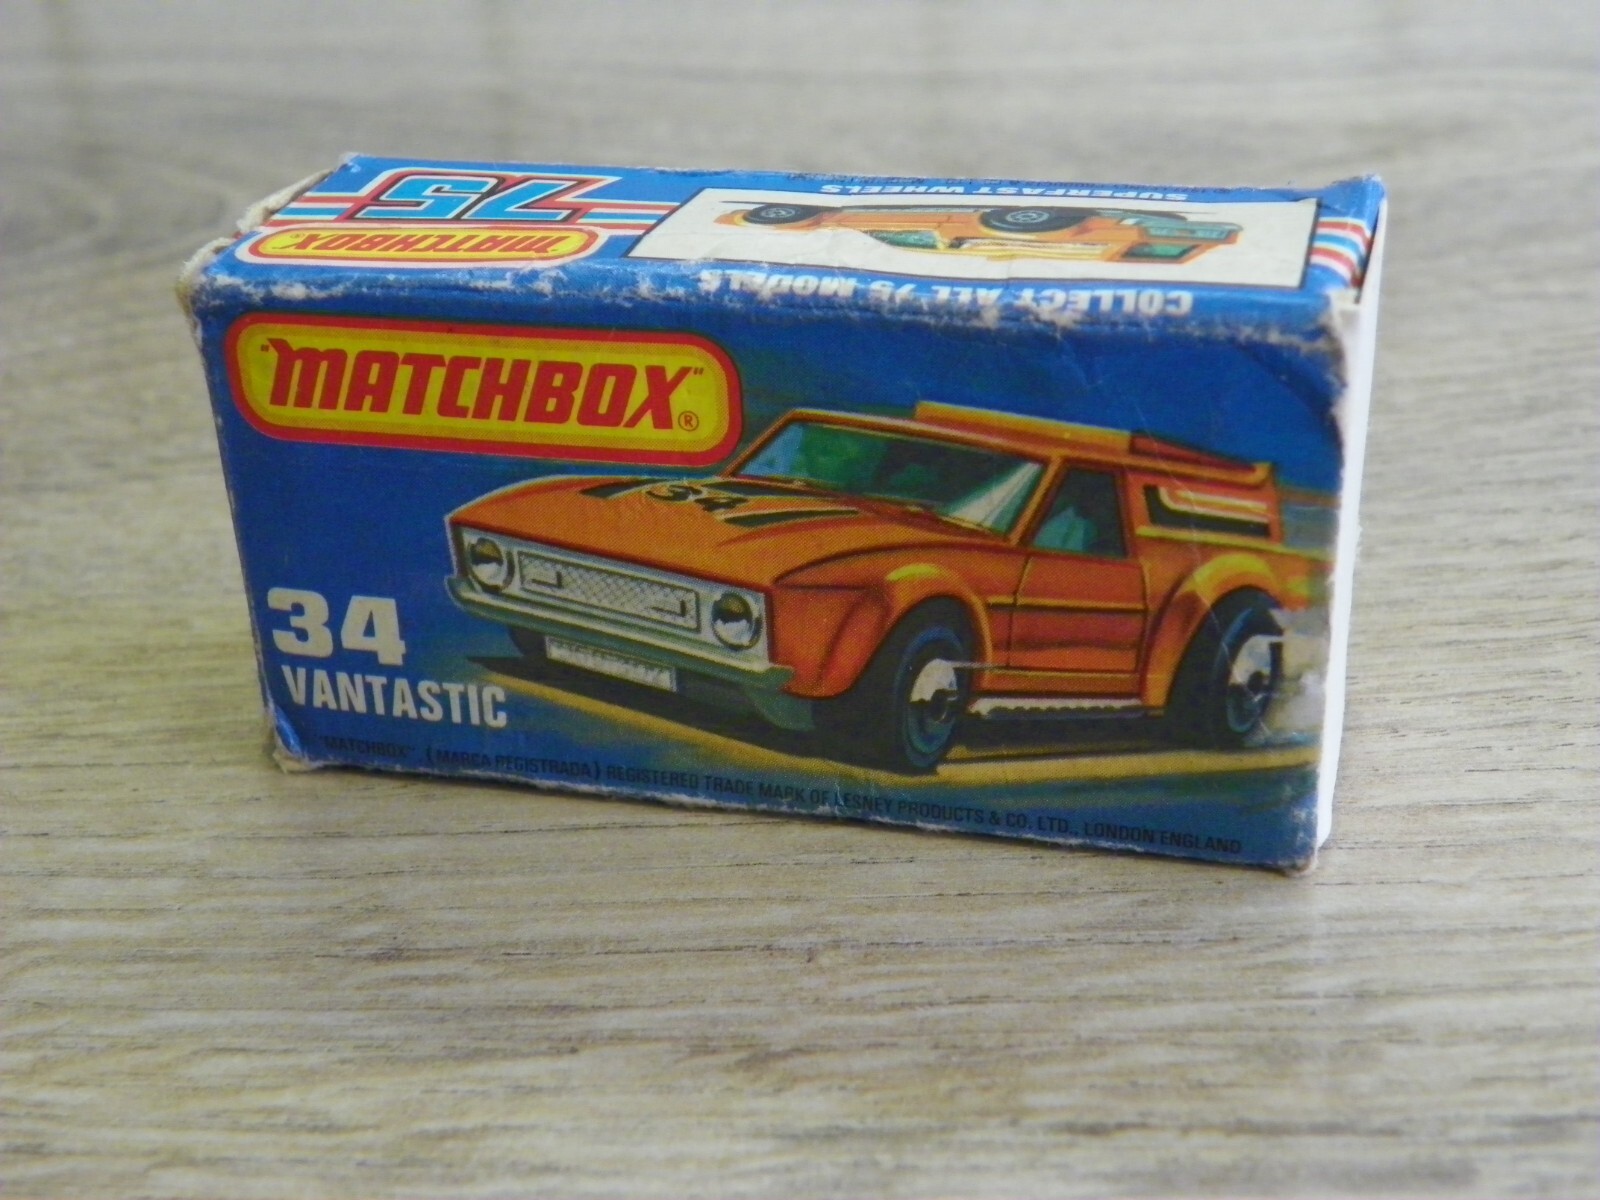 75
MATCHBOX
SUPERFAST WHEELS
COLLECT ALL 75 MODELS
"MATCHBOX"®
34
34
VANTASTIC
"MATCHBOX", (MARCA REGISTRADA) REGISTERED TRADE MARK OF LESNEY PRODUCTS & CO. LTD., LONDON ENGLAND